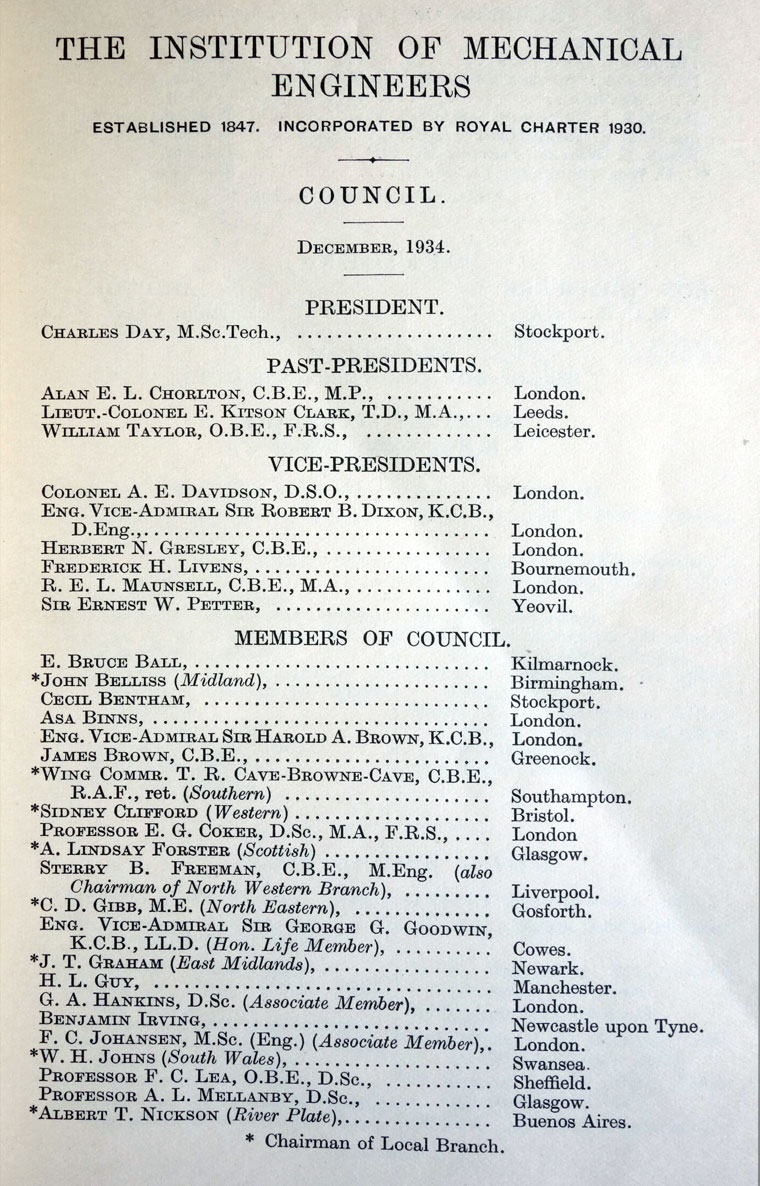 THE INSTITUTION OF MECHANICAL
ENGINEERS
ESTABLISHED 1847. INCORPORATED BY ROYAL CHARTER 1930.
COUNCIL.
DECEMBER, 1934.
PRESIDENT.
CHARLES DAY, M.Sc.Tech., ................... Stockport.
PAST-PRESIDENTS.
ALAN E. L. CHORLTON, C.B.E., M.P., ........... London.
LIEUT.-COLONEL E. KITSON CLARK, T.D., M.A.,... Leeds.
WILLIAM TAYLOR, O.B.E., F.R.S., ............. Leicester.
VICE-PRESIDENTS.
COLONEL A. E. DAVIDSON, D.S.O., .............. London.
ENG. VICE-ADMIRAL SIR ROBERT B. DIXON, K.C.B.,
D.Eng.,................................... London.
HERBERT N. GRESLEY, C.B.E., ................. London.
FREDERICK H. LIVENS, ........................ Bournemouth.
R. E. L. MAUNSELL, C.B.E., M.A., .............. London.
SIR ERNEST W. PETTER, ...................... Yeovil.
MEMBERS OF COUNCIL.
E. BRUCE BALL, .............................. Kilmarnock.
*JOHN BELLISS (Midland), ...................... Birmingham.
CECIL BENTHAM, ............................. Stockport.
ASA BINNS, .................................. London.
ENG. VICE-ADMIRAL SIR HAROLD A. BROWN, K.C.B., London.
JAMES BROWN, C.B.E., ........................ Greenock.
*WING COMMR. T. R. CAVE-BROWNE-CAVE, C.B.E.,
R.A.F., ret. (Southern) ..................... Southampton.
*SIDNEY CLIFFORD (Western) .................... Bristol.
PROFESSOR E. G. COKER, D.Sc., M.A., F.R.S., .... London
*A. LINDSAY FORSTER (Scottish) ................. Glasgow.
STERRY B. FREEMAN, C.B.E., M.Eng. (also
Chairman of North Western Branch), ......... Liverpool.
*C. D. GIBB, M.E. (North Eastern), .............. Gosforth.
ENG. VICE-ADMIRAL SIR GEORGE G. GOODWIN,
K.C.B., LL.D. (Hon. Life Member), .......... Cowes.
*J. T. GRAHAM (East Midlands), ................. Newark.
H. L. GUY, .................................. Manchester.
G. A. HANKINS, D.Sc. (Associate Member), ....... London.
BENJAMIN IRVING, ............................ Newcastle upon Tyne.
F. C. JOHANSEN, M.Sc. (Eng.) (Associate Member),. London.
*W. H. JOHNS (South Wales), .................... Swansea.
PROFESSOR F. C. LEA, O.B.E., D.Sc., ........... Sheffield.
PROFESSOR A. L. MELLANBY, D.Sc., ............ Glasgow.
*ALBERT T. NICKSON (River Plate),............... Buenos Aires.
* Chairman of Local Branch.